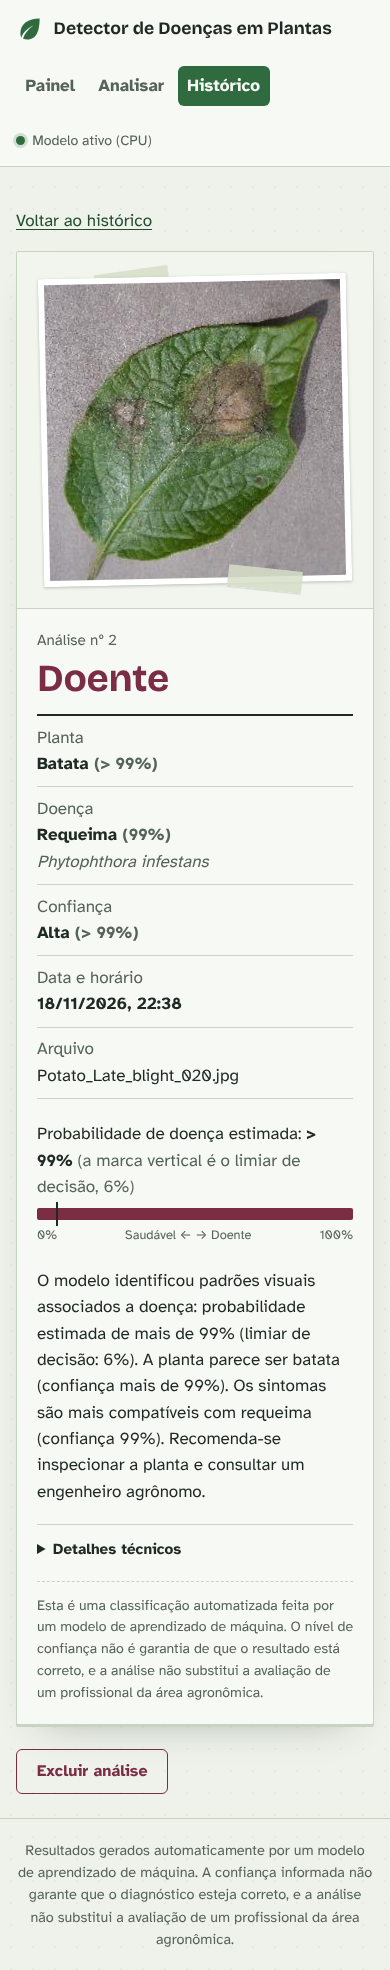 Detector de Doenças em Plantas
Painel Analisar Histórico
Modelo ativo (CPU)
Voltar ao histórico
Análise n° 2
Doente
Planta
Batata (> 99%)
Doença
Requeima (99%)
Phytophthora infestans
Confiança
Alta (> 99%)
Data e horário
18/11/2026, 22:38
Arquivo
Potato_Late_blight_020.jpg
Probabilidade de doença estimada: >
99% (a marca vertical é o limiar de
decisão, 6%)
0% Saudável ← → Doente 100%
O modelo identificou padrões visuais
associados a doença: probabilidade
estimada de mais de 99% (limiar de
decisão: 6%). A planta parece ser batata
(confiança mais de 99%). Os sintomas
são mais compatíveis com requeima
(confiança 99%). Recomenda-se
inspecionar a planta e consultar um
engenheiro agrônomo.
Detalhes técnicos
Esta é uma classificação automatizada feita por
um modelo de aprendizado de máquina. O nível de
confiança não é garantia de que o resultado está
correto, e a análise não substitui a avaliação de
um profissional da área agronômica.
Excluir análise
Resultados gerados automaticamente por um modelo
de aprendizado de máquina. A confiança informada não
garante que o diagnóstico esteja correto, e a análise
não substitui a avaliação de um profissional da área
agronômica.